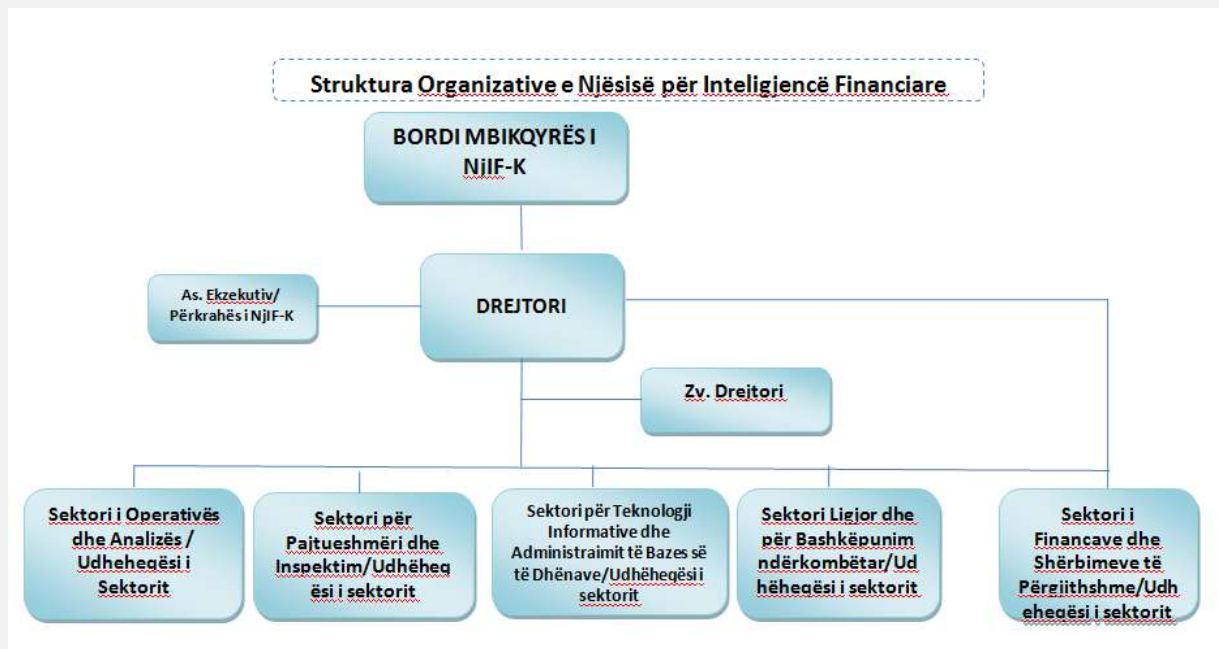 Struktura Organizative e Njësisë për Inteligjencë Financiare
BORDI MBIKQYRËS I
NjIF-K
As. Ekzekutiv/
Përkrahës i NjIF-K
DREJTORI
Zv. Drejtori
Sektori i Operativës
dhe Analizës /
Udheheqësi i
Sektorit
Sektori për
Pajtueshmëri dhe
Inspektim/Udhëheq
ësi i sektorit
Sektori për Teknologji
Informative dhe
Administraimit të Bazes së
të Dhënave/Udhëheqësi i
sektorit
Sektori Ligjor dhe
për Bashkëpunim
ndërkombëtar/Ud
hëheqësi i sektorit
Sektori i
Financave dhe
Shërbimeve të
Përgjithshme/Udh
eheqësi i sektorit